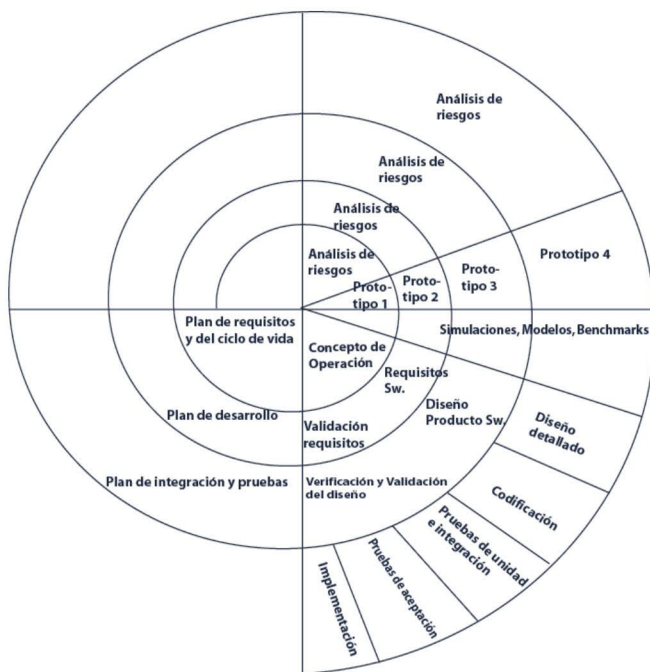 Análisis de
riesgos
Análisis de
riesgos
Análisis de
riesgos
Análisis de
riesgos
Proto-
tipo 1
Proto-
tipo 2
Proto-
tipo 3
Prototipo 4
Simulaciones, Modelos, Benchmarks
Plan de requisitos
y del ciclo de vida
Concepto de
Operación
Requisitos
Sw.
Diseño
Producto Sw.
Diseño
detallado
Plan de desarrollo
Validación
requisitos
Codificación
Plan de integración y pruebas
Verificación y Validación
del diseño
Pruebas de unidad
e integración
Pruebas de aceptación
Implementación